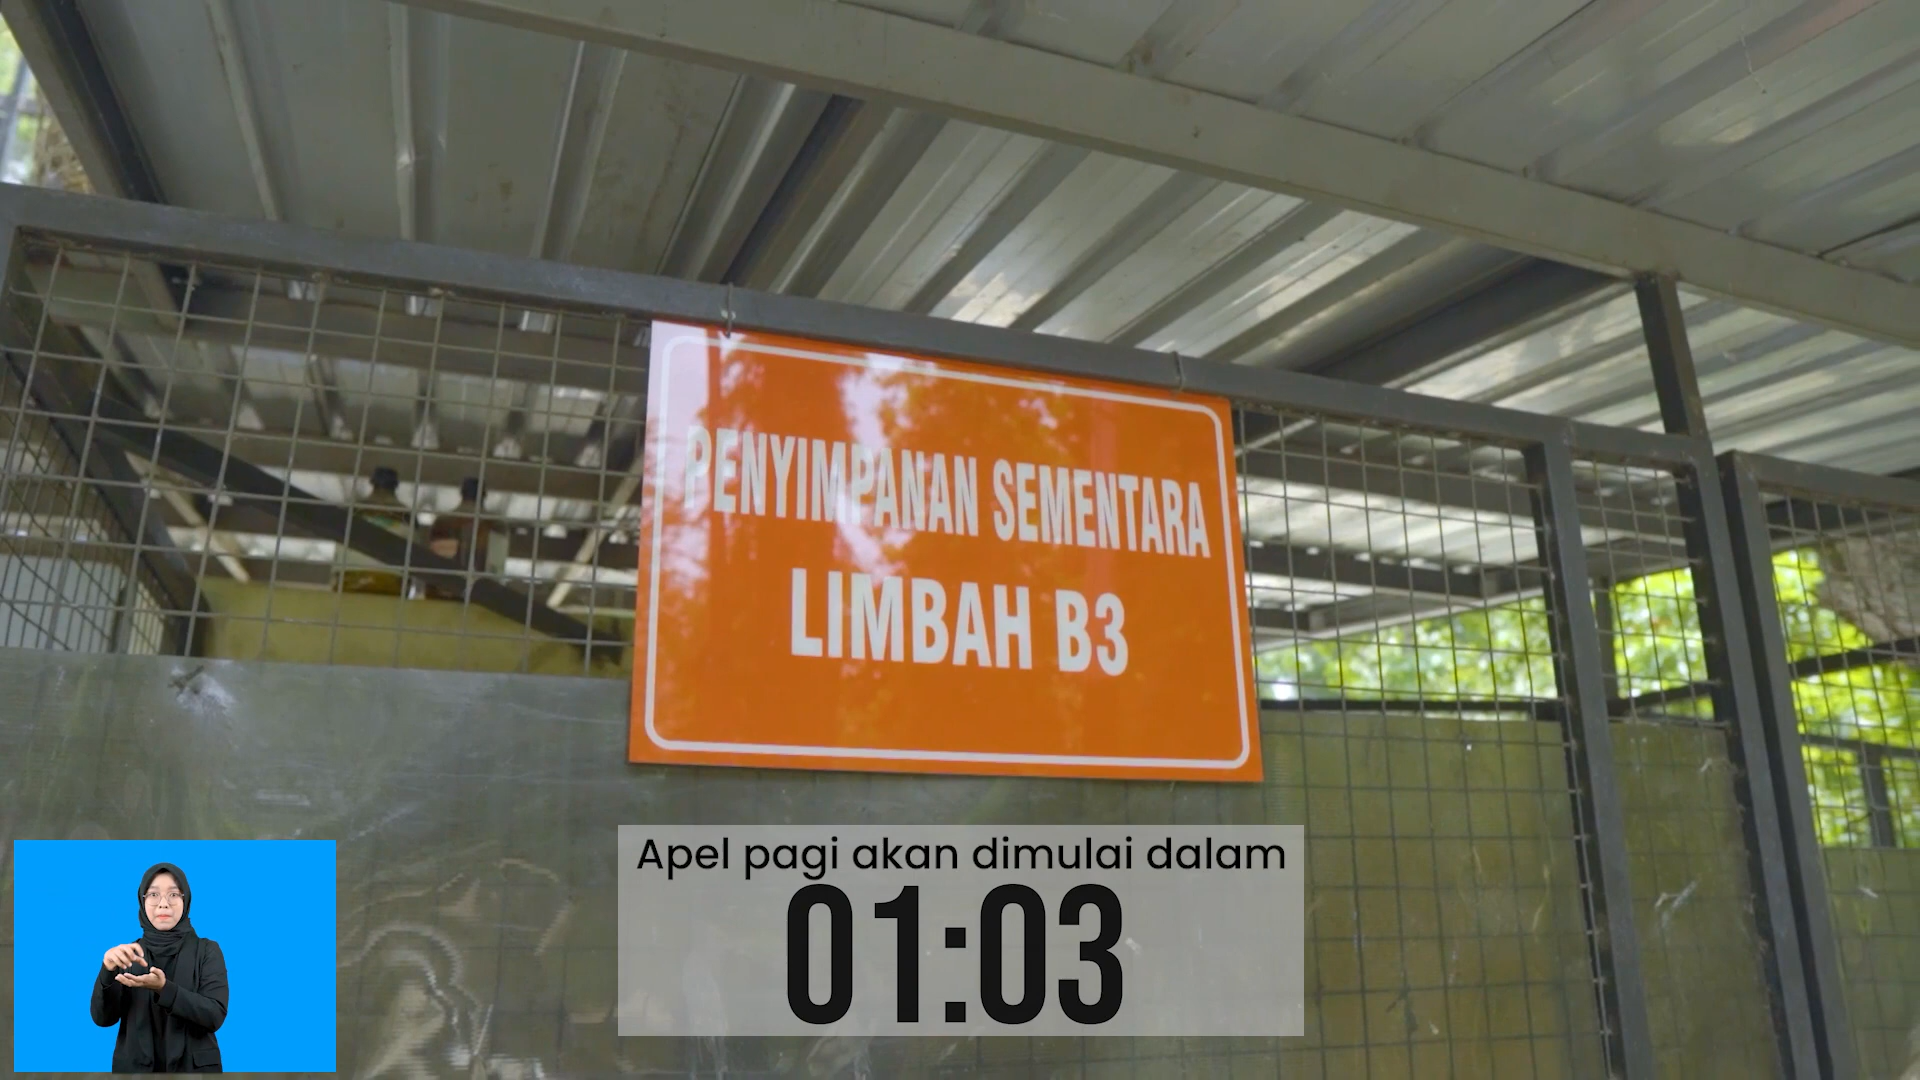 PENYIMPANAN SEMENTARA
LIMBAH B3
Apel pagi akan dimulai dalam
01:03